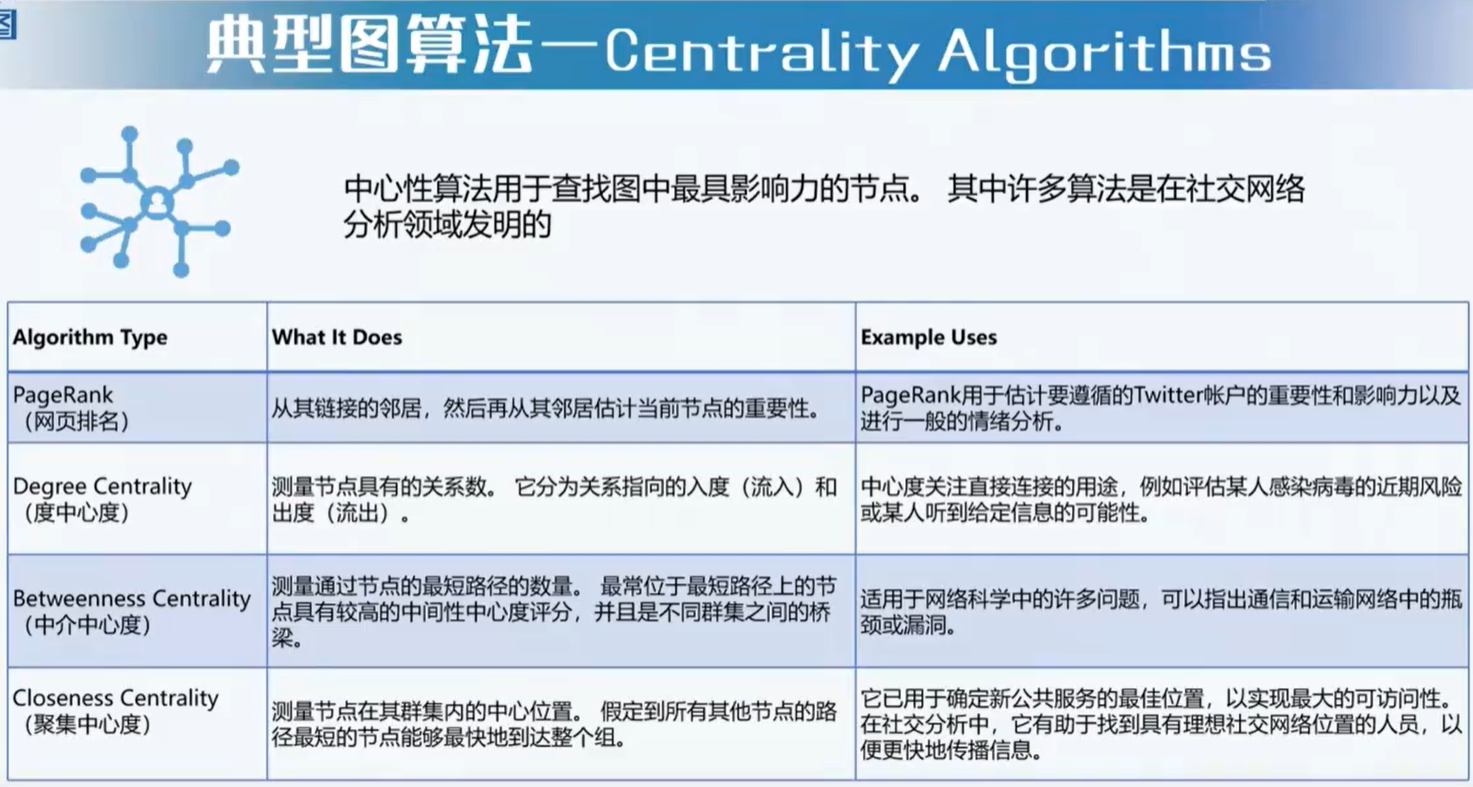 典型图算法—Centrality Algorithms
中心性算法用于查找图中最具影响力的节点。 其中许多算法是在社交网络
分析领域发明的
Algorithm Type
What It Does
Example Uses
PageRank
（网页排名）
从其链接的邻居，然后再从其邻居估计当前节点的重要性。
PageRank用于估计要遵循的Twitter帐户的重要性和影响力以及
进行一般的情绪分析。
Degree Centrality
（度中心度）
测量节点具有的关系数。 它分为关系指向的入度（流入）和
出度（流出）。
中心度关注直接连接的用途，例如评估某人感染病毒的近期风险
或某人听到给定信息的可能性。
Betweenness Centrality
（中介中心度）
测量通过节点的最短路径的数量。 最常位于最短路径上的节
点具有较高的中间性中心度评分，并且是不同群集之间的桥
梁。
适用于网络科学中的许多问题，可以指出通信和运输网络中的瓶
颈或漏洞。
Closeness Centrality
（聚集中心度）
测量节点在其群集内的中心位置。 假定到所有其他节点的路
径最短的节点能够最快地到达整个组。
它已用于确定新公共服务的最佳位置，以实现最大的可访问性。
在社交分析中，它有助于找到具有理想社交网络位置的人员，以
便更快地传播信息。